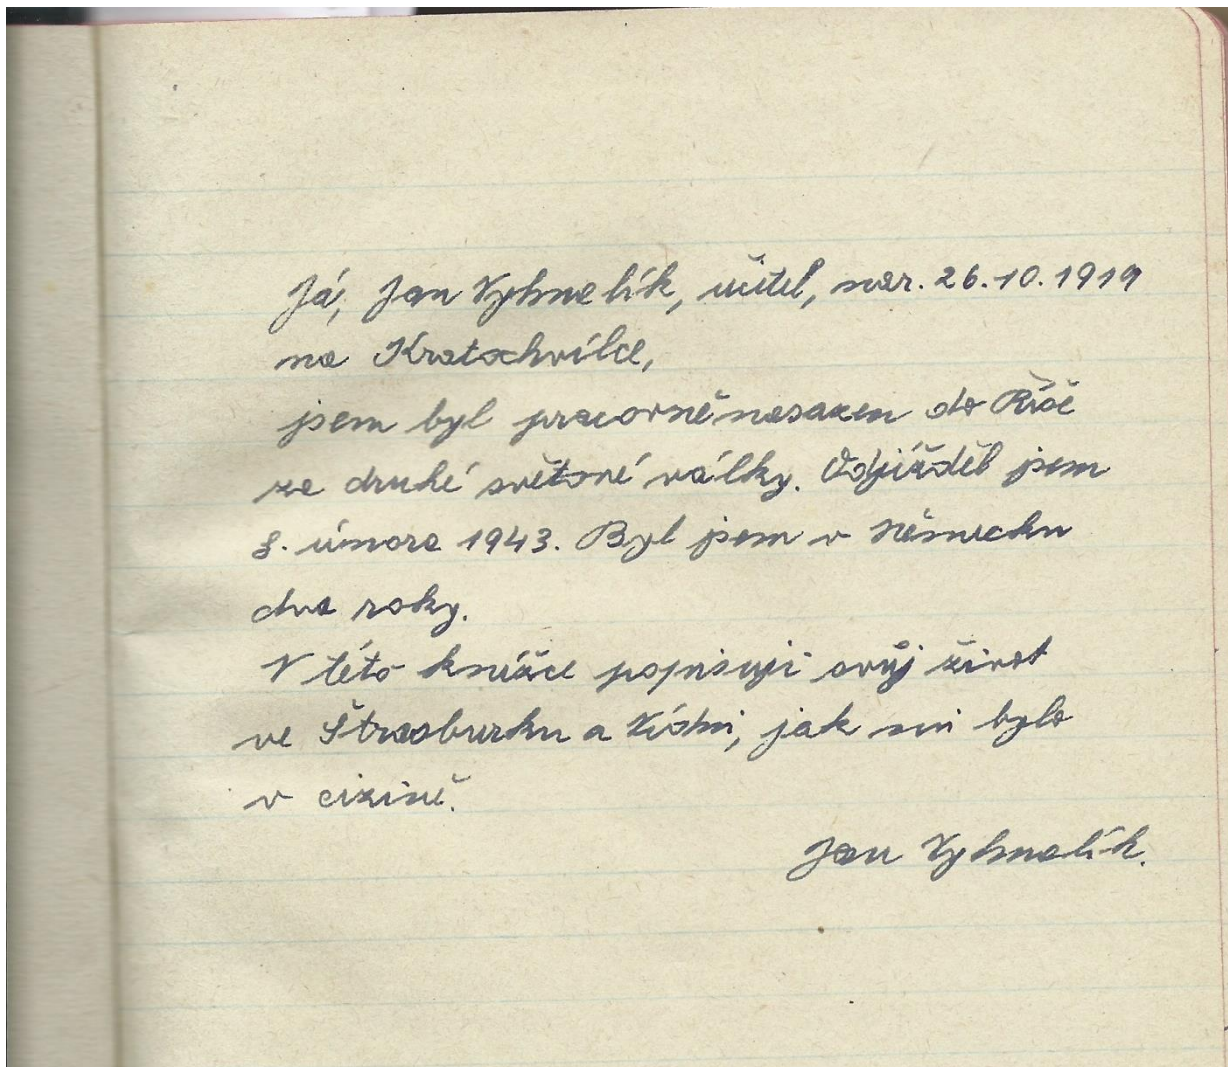 Já, Jan Vyhnalík, učitel, nar. 26.10.1919
na Kratochvílce,
jsem byl pracovně nasazen do Říše
za druhé světové války. Odjížděl jsem
8. února 1943. Byl jsem v Německu
dva roky.
V této knížce popisuji svůj život
ve Štrasburku a Vídni, jak mi bylo
v cizině.
Jan Vyhnalík.